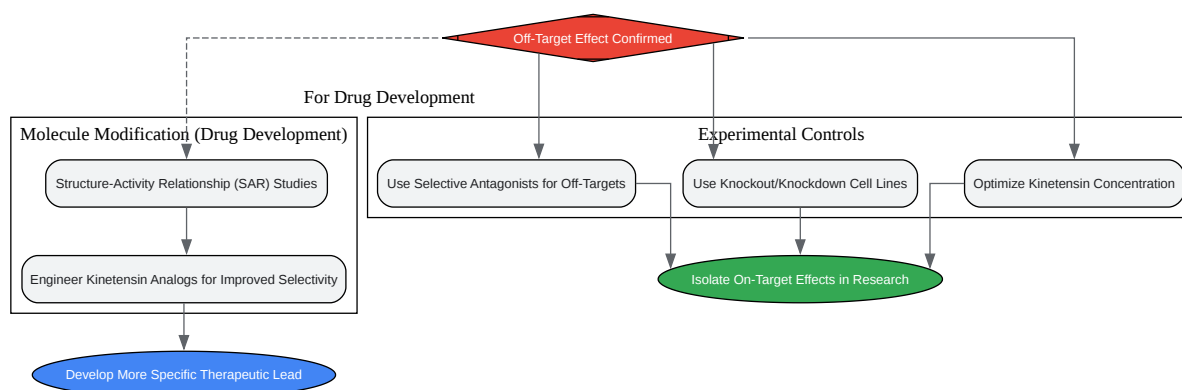 Off-Target Effect Confirmed
For Drug Development
Molecule Modification (Drug Development)
Experimental Controls
Structure-Activity Relationship (SAR) Studies
Use Selective Antagonists for Off-Targets
Use Knockout/Knockdown Cell Lines
Optimize Kinetensin Concentration
Engineer Kinetensin Analogs for Improved Selectivity
Isolate On-Target Effects in Research
Develop More Specific Therapeutic Lead